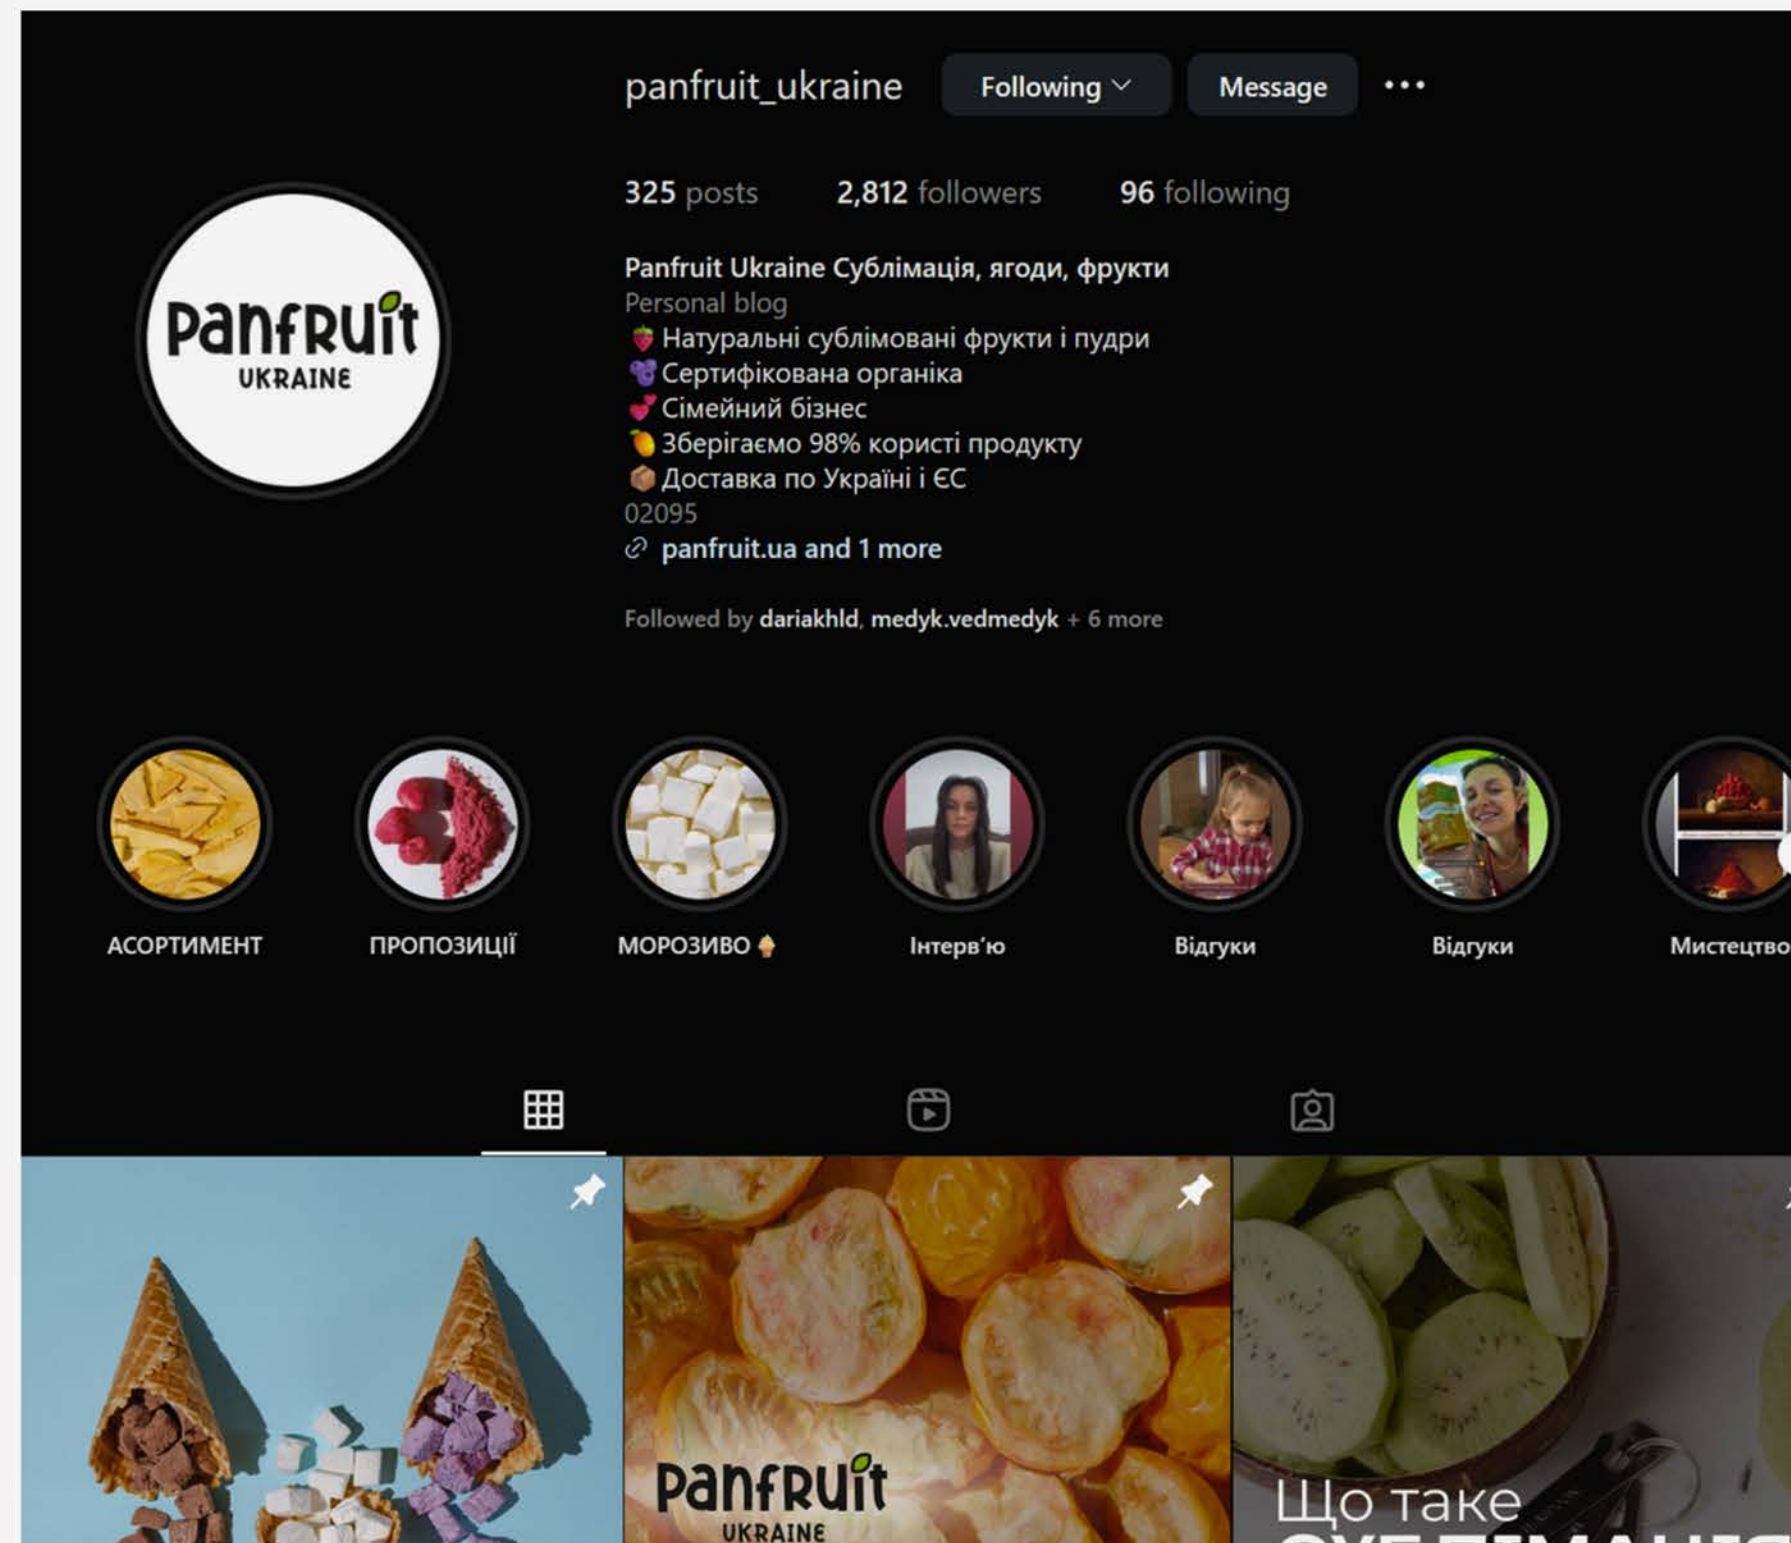 panfruit_ukraine Following Message
325 posts 2,812 followers 96 following
Panfruit Ukraine Сублімація, ягоди, фрукти
Personal blog
🍓 Натуральні сублімовані фрукти і пудри
🫐 Сертифікована органіка
💕 Сімейний бізнес
🥭 Зберігаємо 98% користі продукту
📦 Доставка по Україні і ЄС
02095
panfruit.ua and 1 more
Followed by dariakhld, medyk.vedmedyk + 6 more
PanfRuit
UKRAINE
АСОРТИМЕНТ ПРОПОЗИЦІЇ МОРОЗИВО🍦 Інтерв’ю Відгуки Відгуки Мистецтво
PanfRuit
UKRAINE
Що таке